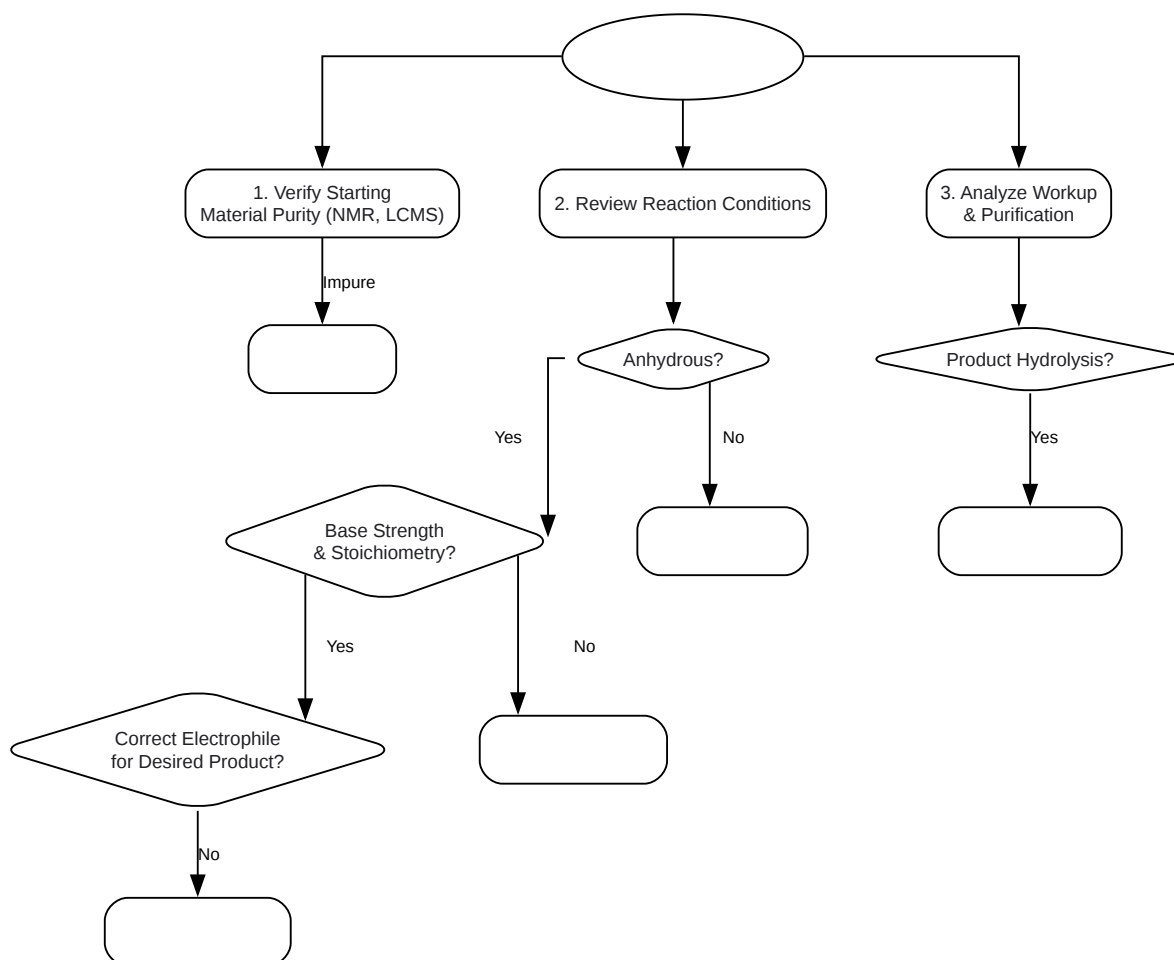 1. Verify Starting
Material Purity (NMR, LCMS)
2. Review Reaction Conditions
3. Analyze Workup
& Purification
Impure
Anhydrous?
Product Hydrolysis?
Yes
No
Yes
Base Strength
& Stoichiometry?
Yes
No
Correct Electrophile
for Desired Product?
No